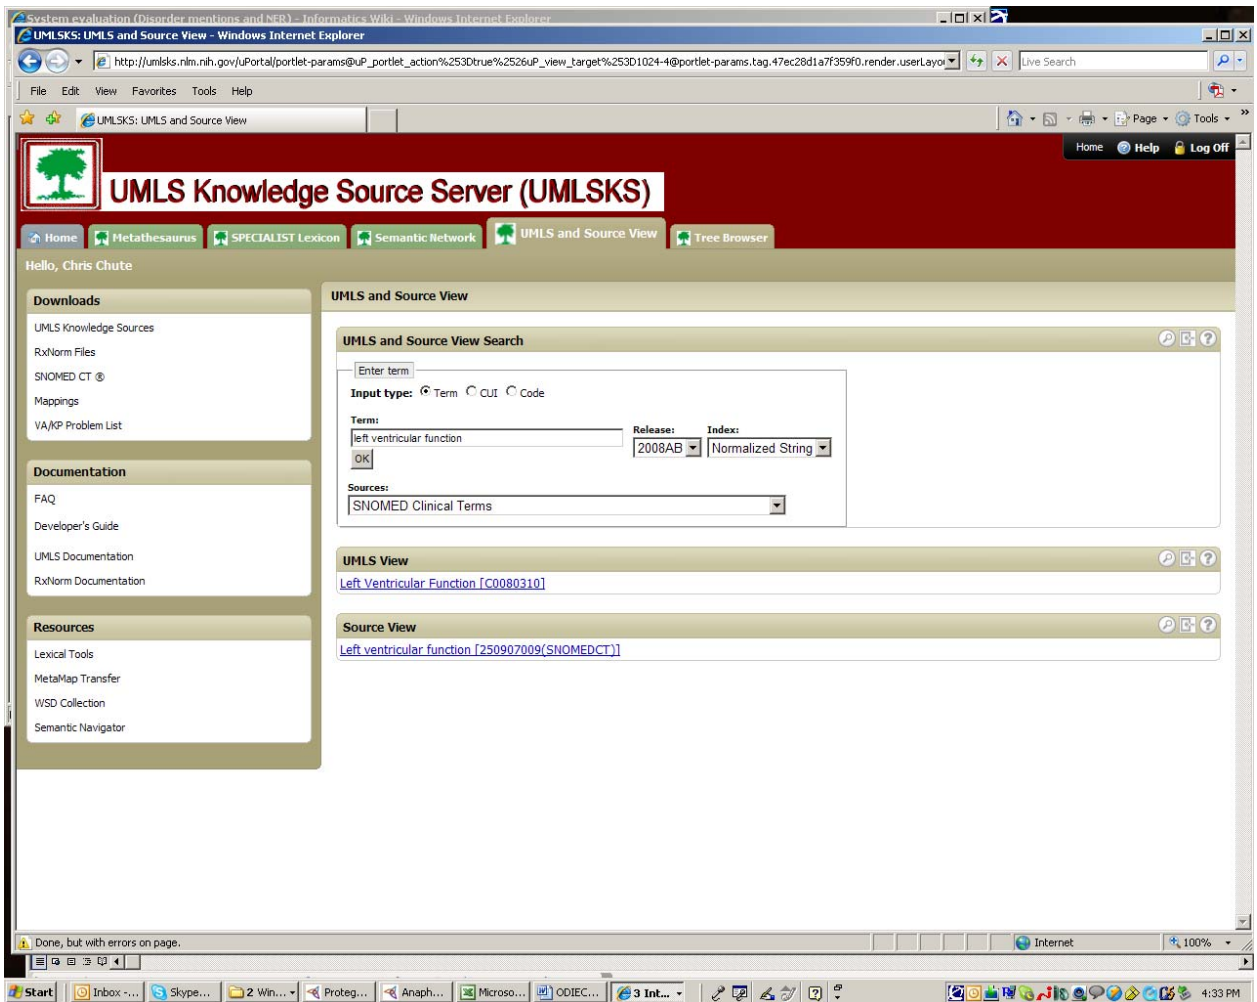 System evaluation (Disorder mentions and NER) - Informatics Wiki - Windows Internet Explorer
UMLSKS: UMLS and Source View - Windows Internet Explorer
http://umlsks.nlm.nih.gov/uPortal/portlet-params@uP_portlet_action%253Dtrue%2526uP_view_target%253D1024-4@portlet-params.tag.47ec28d1a7f359f0.render.userLayou
Live Search
File Edit View Favorites Tools Help
UMLSKS: UMLS and Source View
Page Tools »
Home Help Log Off
UMLS Knowledge Source Server (UMLSKS)
Home Metathesaurus SPECIALIST Lexicon Semantic Network UMLS and Source View Tree Browser
Hello, Chris Chute
Downloads
UMLS Knowledge Sources
RxNorm Files
SNOMED CT ®
Mappings
VA/KP Problem List
Documentation
FAQ
Developer's Guide
UMLS Documentation
RxNorm Documentation
Resources
Lexical Tools
MetaMap Transfer
WSD Collection
Semantic Navigator
UMLS and Source View
UMLS and Source View Search
Enter term
Input type: Term CUI Code
Term:
left ventricular function
Release: Index:
2008AB Normalized String
OK
Sources:
SNOMED Clinical Terms
UMLS View
Left Ventricular Function [C0080310]
Source View
Left ventricular function [250907009(SNOMEDCT)]
Done, but with errors on page.
Internet
100%
Start Inbox -... Skype... 2 Win... Proteg... Anaph... Microso... ODIEC... 3 Int...
4:33 PM